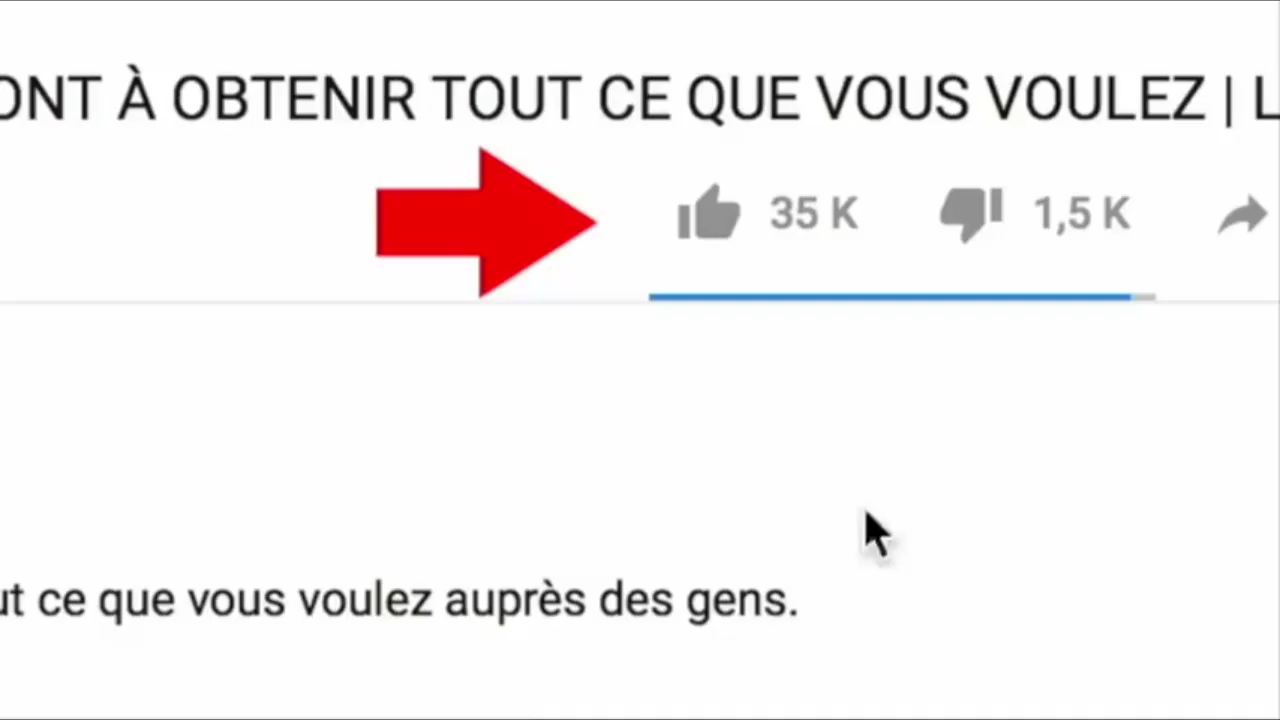 ONT À OBTENIR TOUT CE QUE VOUS VOULEZ | L
35 K 1,5 K
ut ce que vous voulez auprès des gens.